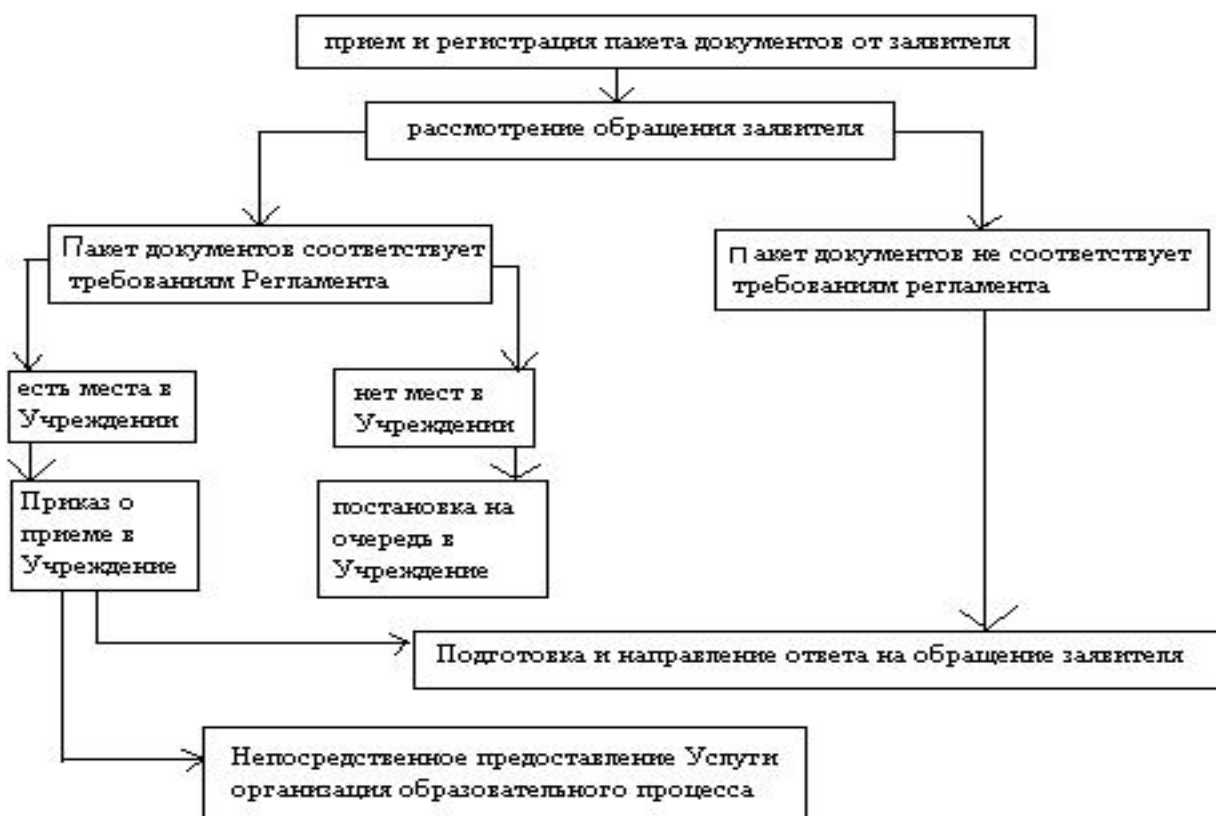 прием и регистрация пакета документов от заявителя
рассмотрение обращения заявителя
Пакет документов соответствует
требованиям Регламента
Пакет документов не соответствует
требованиям регламента
есть места в
Учреждении
нет мест в
Учреждении
Приказ о
приеме в
Учреждение
постановка на
очередь в
Учреждение
Подготовка и направление ответа на обращение заявителя
Непосредственное предоставление Услуги
организация образовательного процесса